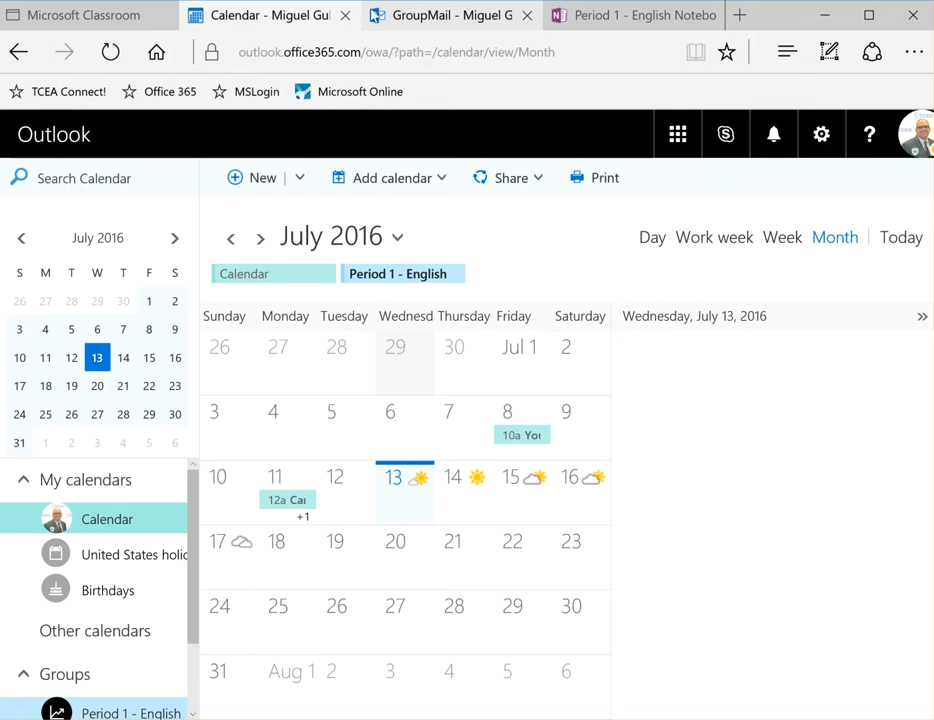 Microsoft Classroom
Calendar - Miguel Gul
GroupMail - Miguel G
Period 1 - English Notebo
outlook.office365.com/owa/?path=/calendar/view/Month
TCEA Connect!
Office 365
MSLogin
Microsoft Online
Outlook
Search Calendar
New
Add calendar
Share
Print
July 2016
S M T W T F S
26 27 28 29 30 1 2
3 4 5 6 7 8 9
10 11 12 13 14 15 16
17 18 19 20 21 22 23
24 25 26 27 28 29 30
31 1 2 3 4 5 6
My calendars
Calendar
United States holid
Birthdays
Other calendars
Groups
Period 1 - English
July 2016
Day Work week Week Month Today
Calendar
Period 1 - English
Sunday Monday Tuesday Wednesd Thursday Friday Saturday
26 27 28 29 30 Jul 1 2
3 4 5 6 7 8 9
10a You
10 11 12 13 14 15 16
12a Car
+1
17 18 19 20 21 22 23
24 25 26 27 28 29 30
31 Aug 1 2 3 4 5 6
Wednesday, July 13, 2016